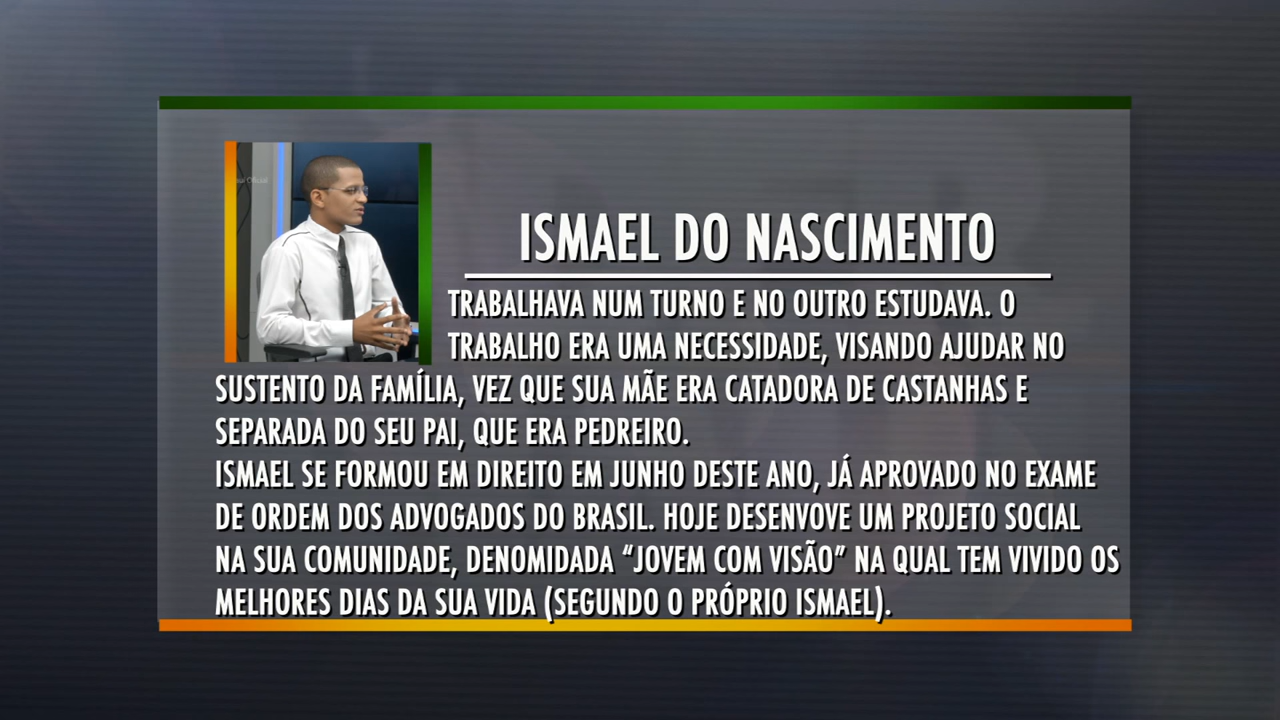 ur Oficial
ISMAEL DO NASCIMENTO
TRABALHAVA NUM TURNO E NO OUTRO ESTUDAVA. O
TRABALHO ERA UMA NECESSIDADE, VISANDO AJUDAR NO
SUSTENTO DA FAMÍLIA, VEZ QUE SUA MÃE ERA CATADORA DE CASTANHAS E
SEPARADA DO SEU PAI, QUE ERA PEDREIRO.
ISMAEL SE FORMOU EM DIREITO EM JUNHO DESTE ANO, JÁ APROVADO NO EXAME
DE ORDEM DOS ADVOGADOS DO BRASIL. HOJE DESENVOVE UM PROJETO SOCIAL
NA SUA COMUNIDADE, DENOMIDADA “JOVEM COM VISÃO” NA QUAL TEM VIVIDO OS
MELHORES DIAS DA SUA VIDA (SEGUNDO O PRÓPRIO ISMAEL).